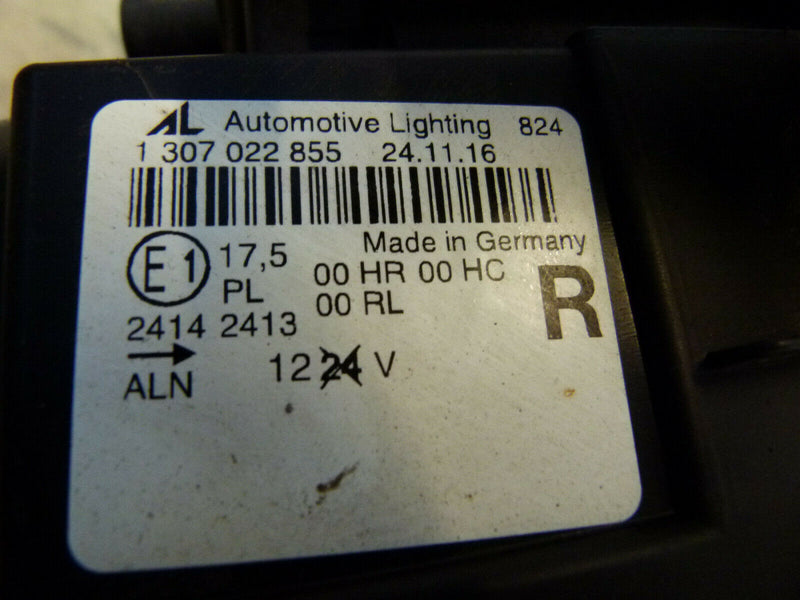 AL Automotive Lighting 824
1 307 022 855 24.11.16
Made in Germany
E1 17,5 00 HR 00 HC R
PL 00 RL
2414 2413
→ 12 24 V
ALN